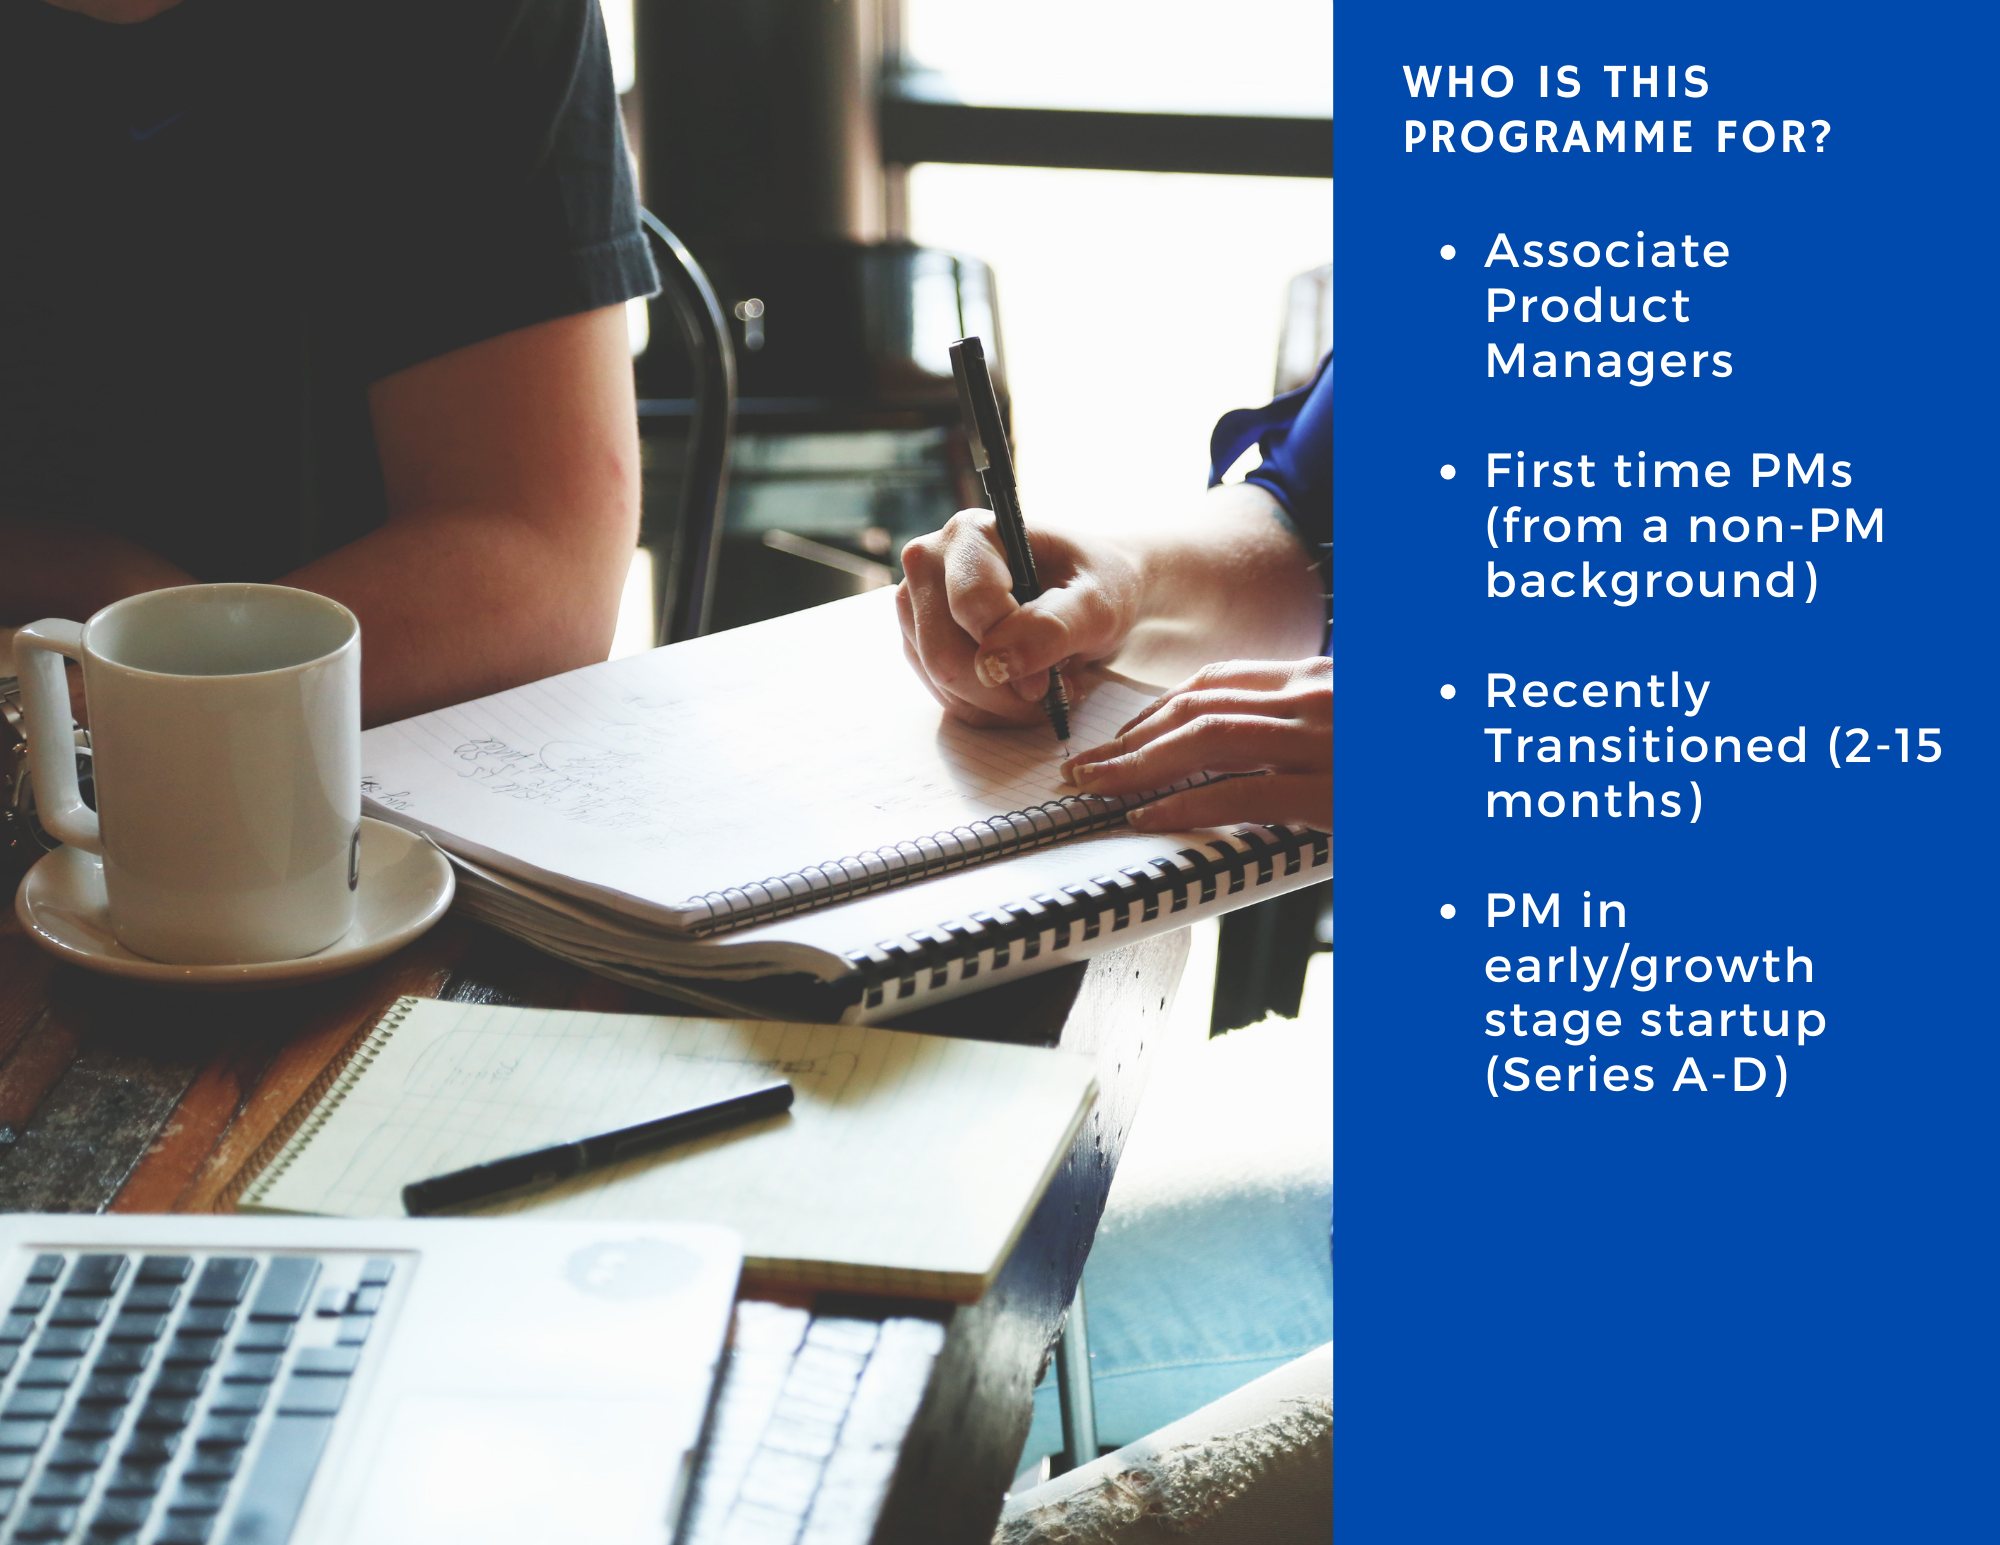 WHO IS THIS
PROGRAMME FOR?
• Associate
Product
Managers
• First time PMs
(from a non-PM
background)
• Recently
Transitioned (2-15
months)
• PM in
early/growth
stage startup
(Series A-D)